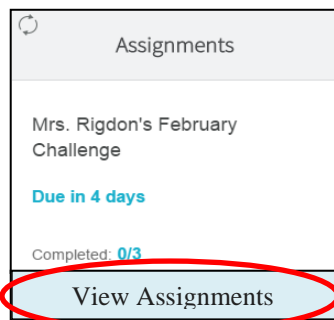 Assignments
Mrs. Rigdon's February
Challenge
Due in 4 days
Completed: 0/3
View Assignments